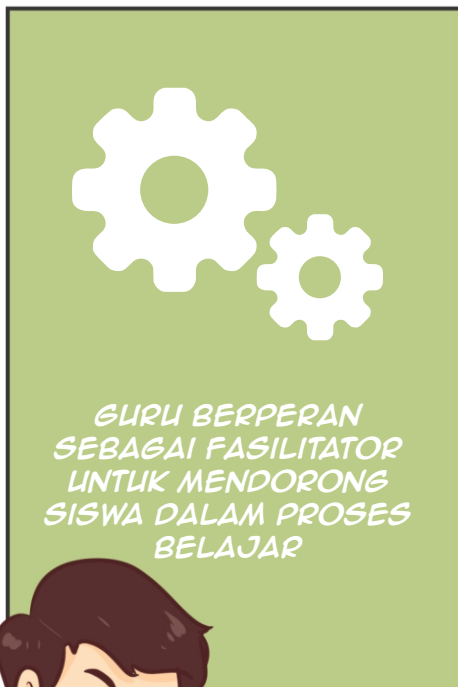 GURU BERPERAN
SEBAGAI FASILITATOR
UNTUK MENDORONG
SISWA DALAM PROSES
BELAJAR